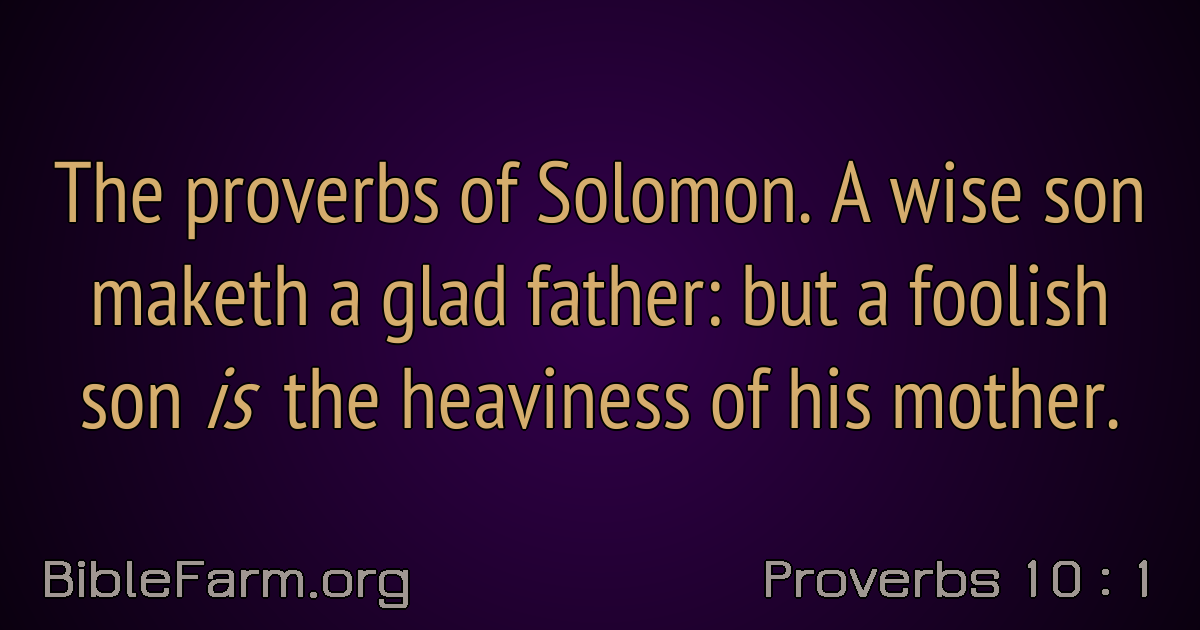 The proverbs of Solomon. A wise son
maketh a glad father: but a foolish
son is the heaviness of his mother.
BibleFarm.org
Proverbs 10 : 1